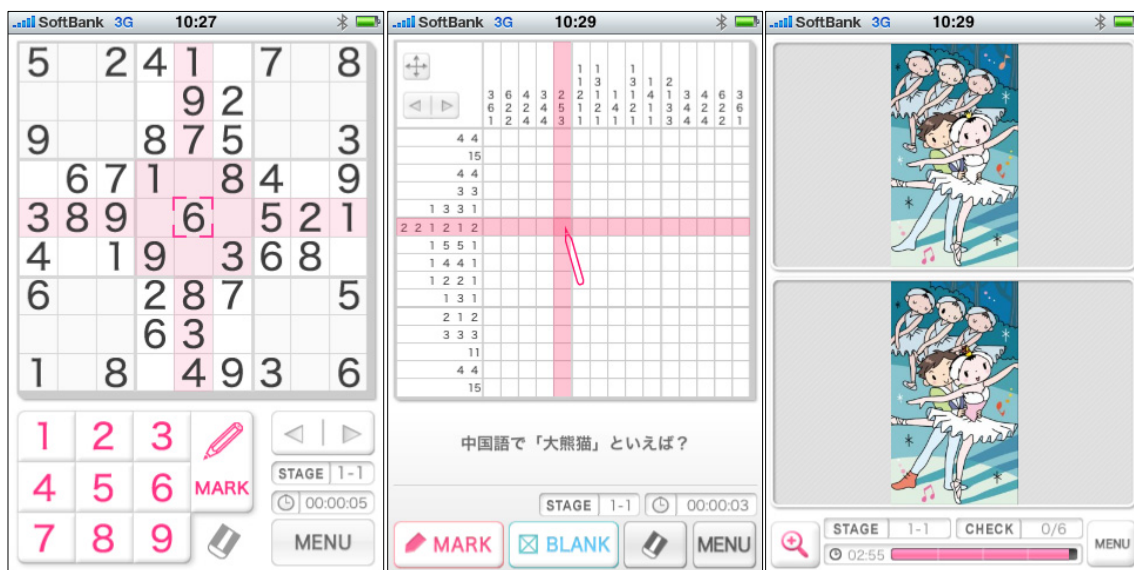 SoftBank 3G 10:27
5 2 4 1 7 8
9 2
9 8 7 5 3
6 7 1 8 4 9
3 8 9 6 5 2 1
4 1 9 3 6 8
6 2 8 7 5
6 3
1 8 4 9 3 6
1 2 3
4 5 6 MARK
7 8 9
STAGE 1-1
00:00:05
MENU
SoftBank 3G 10:29
4 4
15
4 4
3 3
1 3 3 1
2 2 1 2 1 2
1 5 5 1
1 4 4 1
1 2 2 1
1 3 1
2 1 2
3 3 3
11
4 4
15
中国語で「大熊猫」といえば？
STAGE 1-1 00:00:03
MARK BLANK MENU
SoftBank 3G 10:29
STAGE 1-1 CHECK 0/6
02:55
MENU